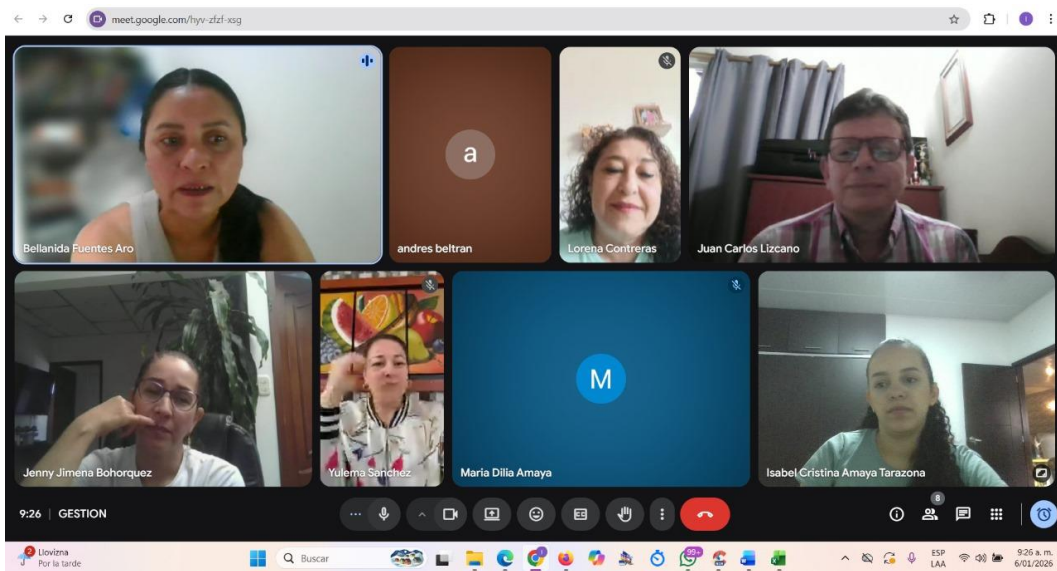 meet.google.com/hyv-zfzf-xsg
Bellanida Fuentes Aro
a
andres beltran
Lorena Contreras
Juan Carlos Lizcano
Jenny Jimena Bohorquez
Yulema Sanchez
M
Maria Dilia Amaya
Isabel Cristina Amaya Tarazona
9:26 | GESTION
8
2
Llovizna
Por la tarde
Buscar
99+
ESP
LAA
9:26 a. m.
6/01/2026